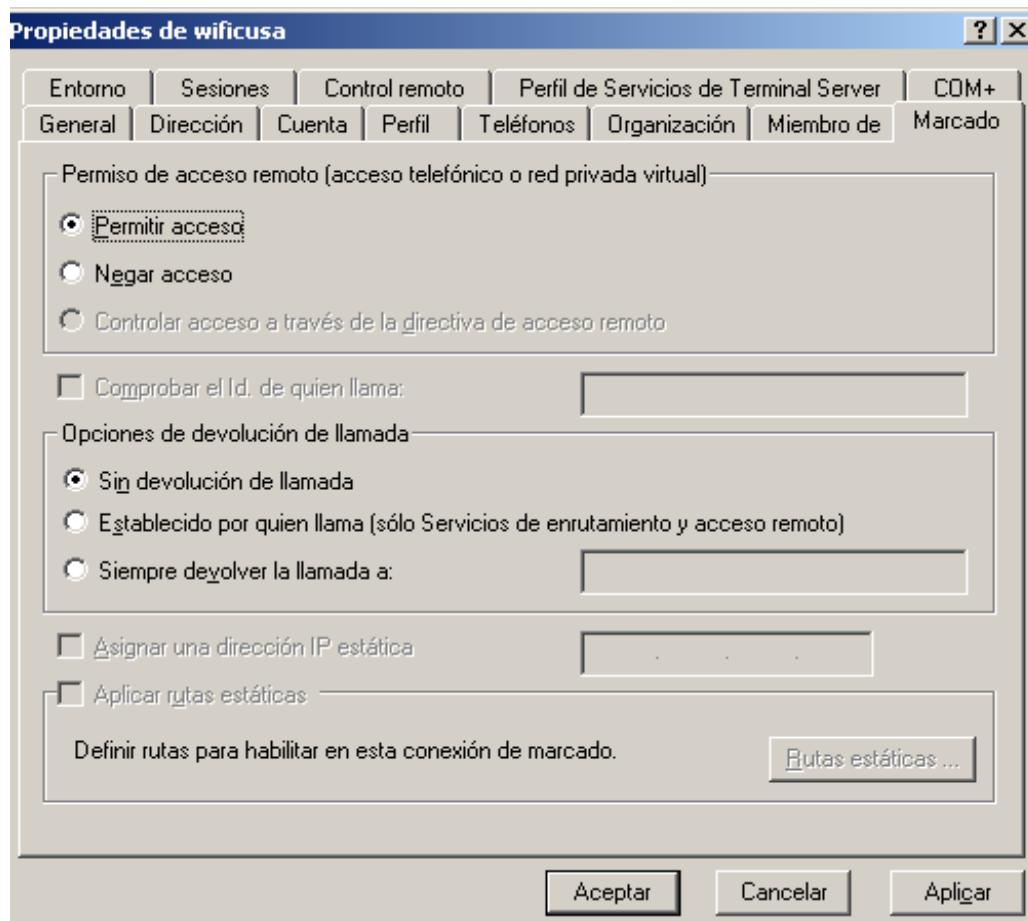 Propiedades de wificusa
Entorno Sesiones Control remoto Perfil de Servicios de Terminal Server COM+
General Dirección Cuenta Perfil Teléfonos Organización Miembro de Marcado
Permiso de acceso remoto (acceso telefónico o red privada virtual)
Permitir acceso
Negar acceso
Controlar acceso a través de la directiva de acceso remoto
Comprobar el Id. de quien llama:
Opciones de devolución de llamada
Sin devolución de llamada
Establecido por quien llama (sólo Servicios de enrutamiento y acceso remoto)
Siempre devolver la llamada a:
Asignar una dirección IP estática
Aplicar rutas estáticas
Definir rutas para habilitar en esta conexión de marcado.
Rutas estáticas ...
Aceptar Cancelar Aplicar